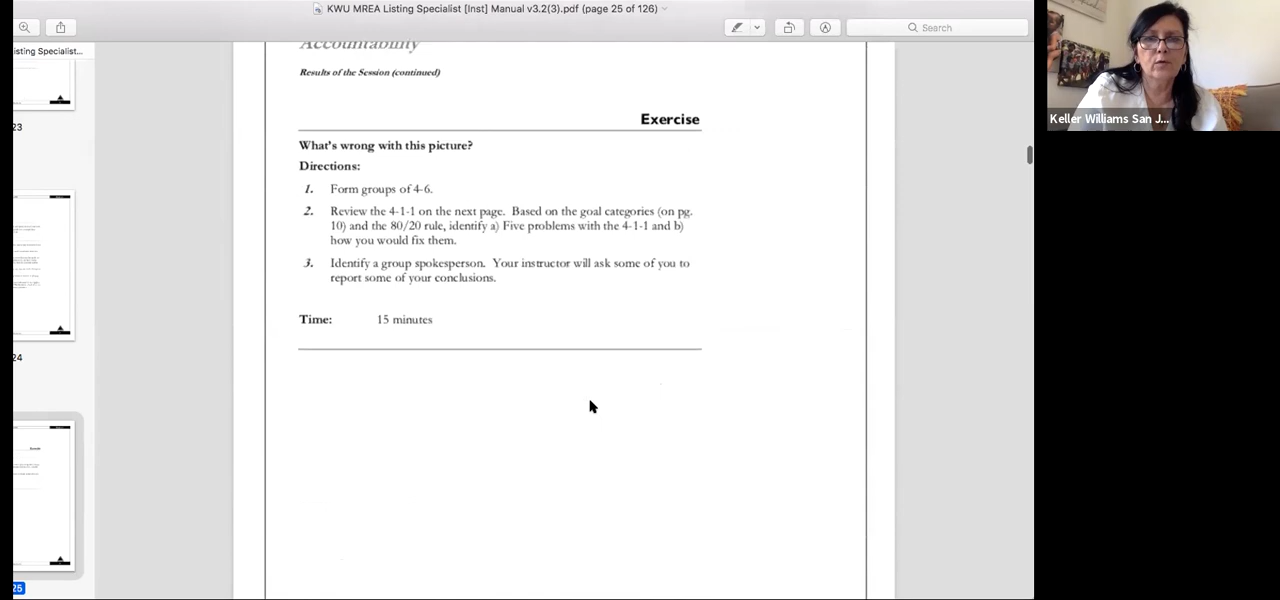 KWU MREA Listing Specialist [Inst] Manual v3.2(3).pdf (page 25 of 126)
Search
isting Specialist...
23
24
25
Accountability
Results of the Session (continued)
Exercise
What's wrong with this picture?
Directions:
1. Form groups of 4-6.
2. Review the 4-1-1 on the next page. Based on the goal categories (on pg.
10) and the 80/20 rule, identify a) Five problems with the 4-1-1 and b)
how you would fix them.
3. Identify a group spokesperson. Your instructor will ask some of you to
report some of your conclusions.
Time: 15 minutes
Keller Williams San J...